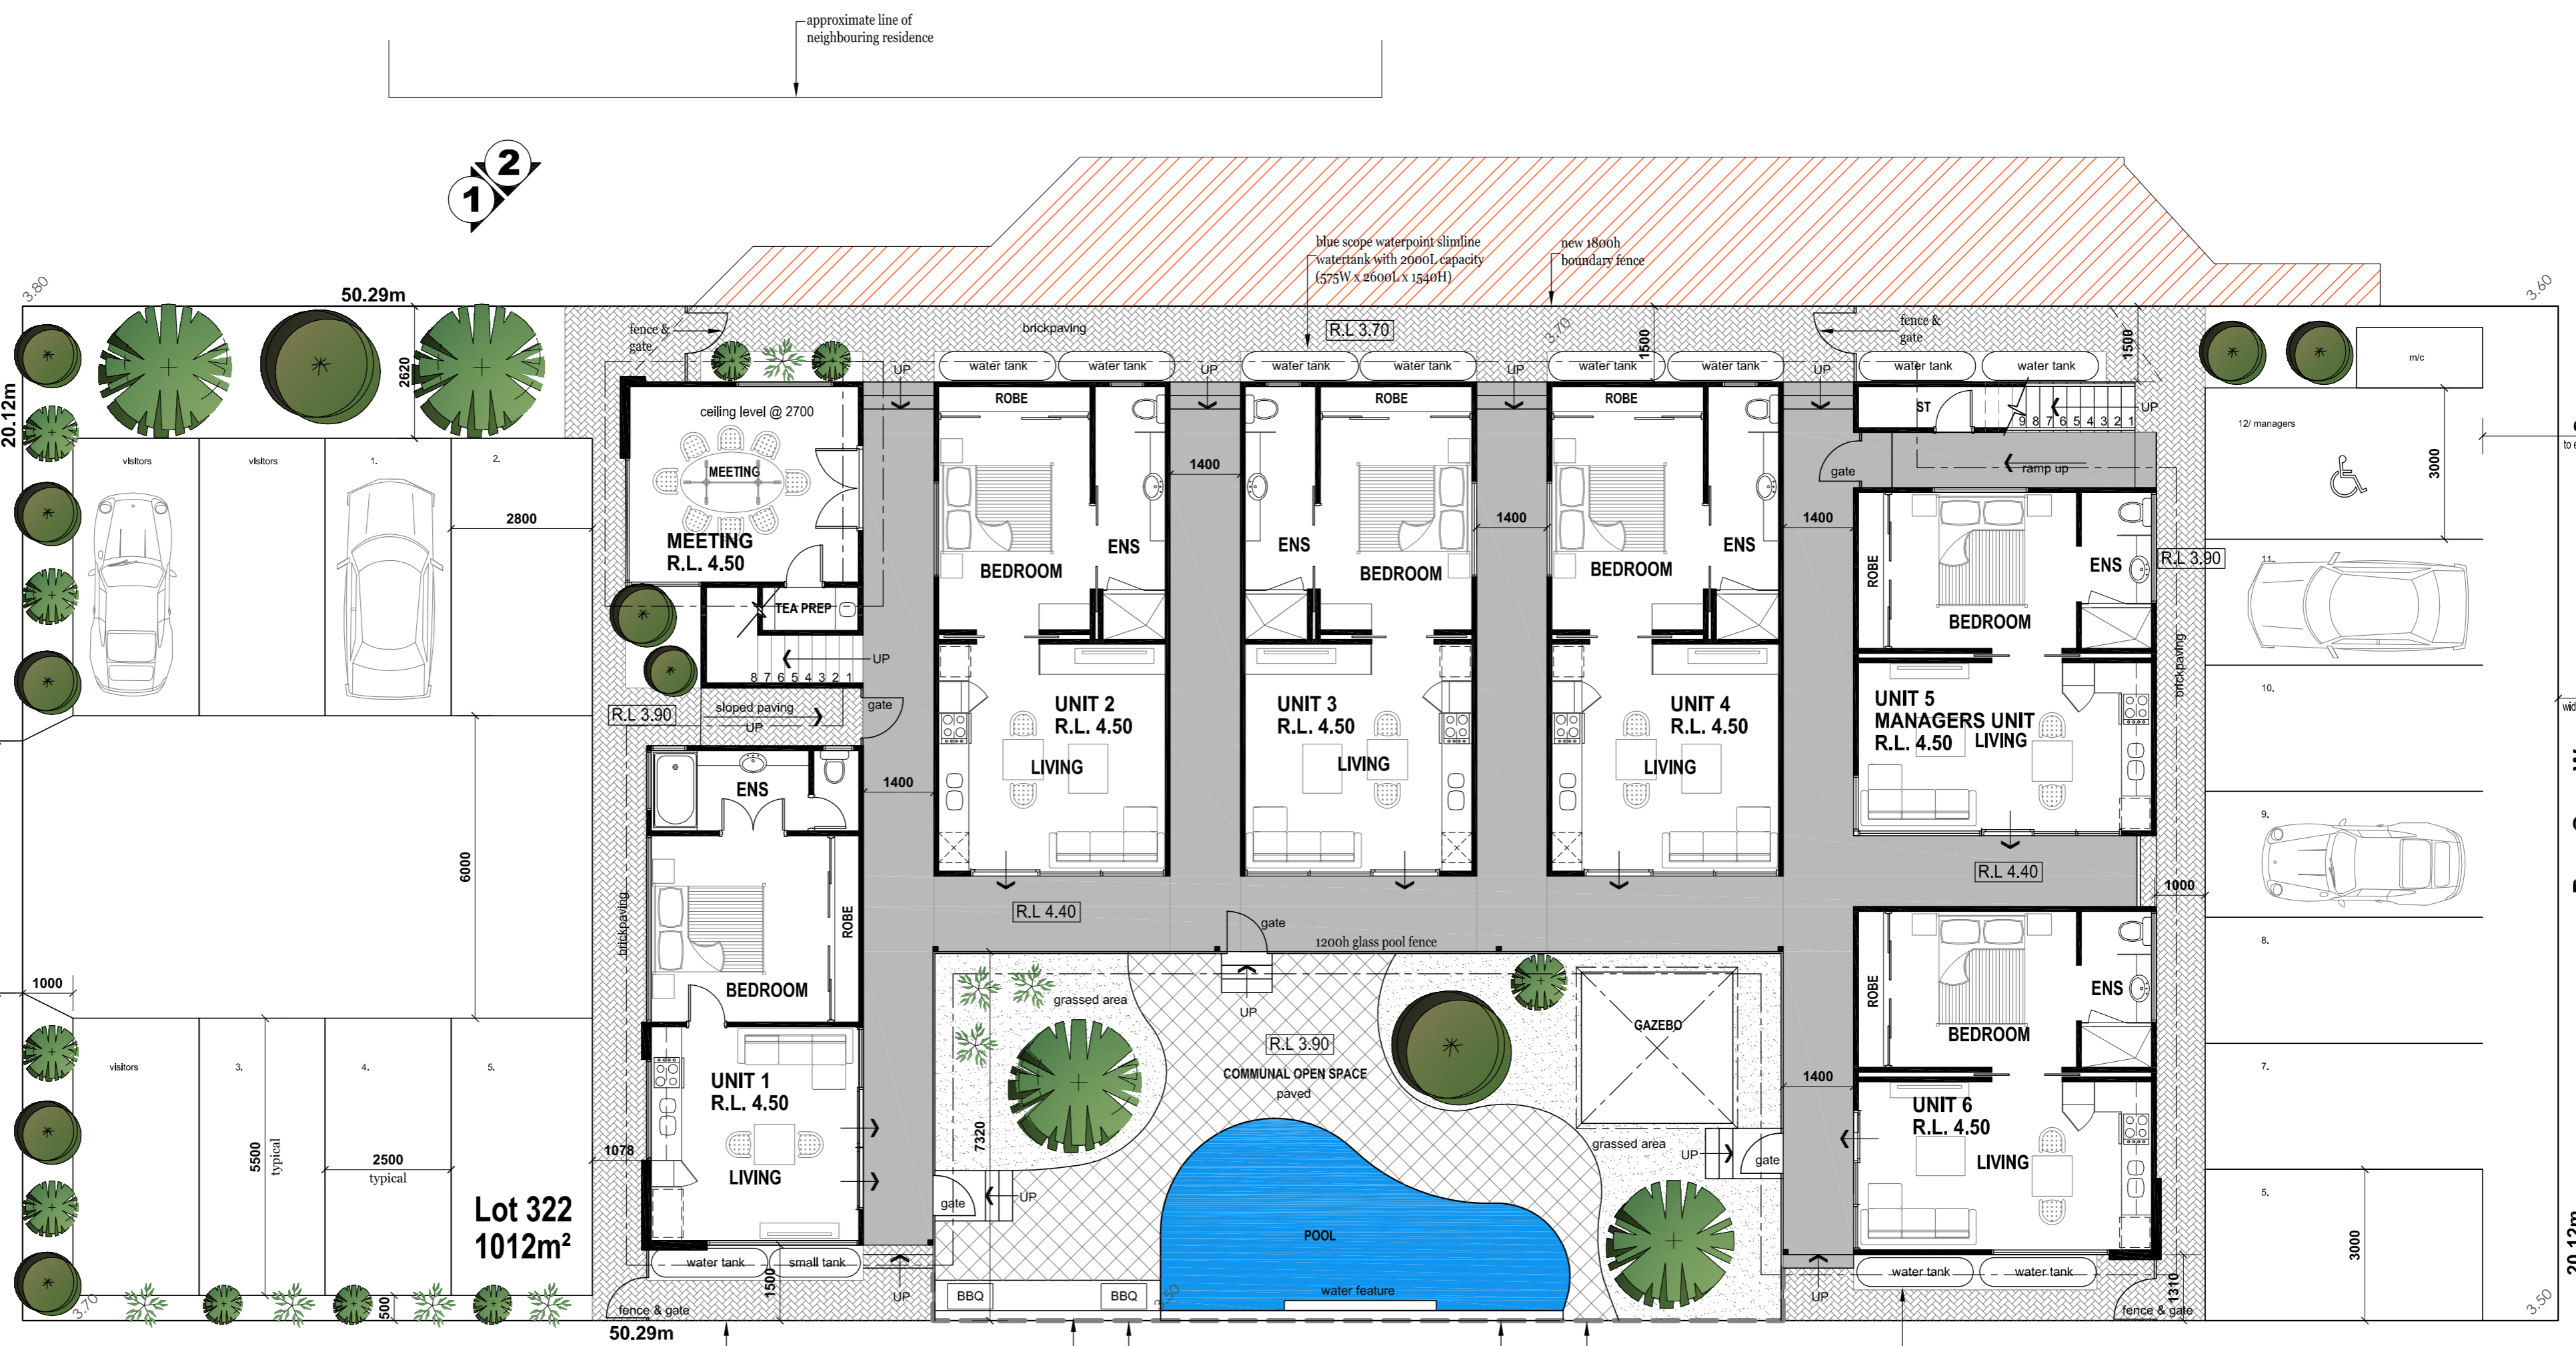 approximate line of
neighbouring residence
2
1
blue scope waterpoint slimline
watertank with 2000L capacity
(575W x 2600L x 1540H)
new 1800h
boundary fence
3.80
50.29m
3.60
20.12m
2620
fence &
gate
brickpaving
R.L 3.70
3.70
1500
fence &
gate
1500
m/c
water tank
water tank
water tank
water tank
water tank
water tank
water tank
water tank
UP
UP
UP
UP
ROBE
ROBE
ROBE
ST
9 8 7 6 5 4 3 2 1
UP
ceiling level @ 2700
12/ managers
to e
visitors
visitors
1.
2.
MEETING
1400
gate
ramp up
3000
2800
1400
1400
MEETING
R.L. 4.50
ENS
ENS
ENS
BEDROOM
BEDROOM
BEDROOM
ROBE
ENS
R.L 3.90
11.
TEA PREP
BEDROOM
brickpaving
UP
8 7 6 5 4 3 2 1
10.
R.L 3.90
sloped paving
UP
gate
UNIT 2
R.L. 4.50
UNIT 3
R.L. 4.50
UNIT 4
R.L. 4.50
UNIT 5
MANAGERS UNIT
R.L. 4.50
LIVING
wid
LIVING
LIVING
LIVING
ENS
1400
9.
6000
R.L 4.40
1000
brickpaving
ROBE
R.L 4.40
gate
1200h glass pool fence
8.
1000
BEDROOM
grassed area
UP
ROBE
ENS
GAZEBO
BEDROOM
R.L 3.90
COMMUNAL OPEN SPACE
paved
visitors
3.
4.
5.
7.
UNIT 1
R.L. 4.50
1400
UNIT 6
R.L. 4.50
5500
typical
2500
typical
1078
7320
grassed area
UP
gate
LIVING
LIVING
gate
UP
5.
Lot 322
1012m²
POOL
20.12m
3000
water tank
small tank
1500
water tank
water tank
water feature
BBQ
BBQ
3.50
UP
UP
1310
3.70
500
fence & gate
fence & gate
3.50
50.29m